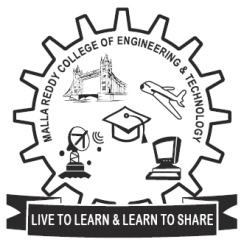 MALLA REDDY COLLEGE OF ENGINEERING & TECHNOLOGY
LIVE TO LEARN & LEARN TO SHARE